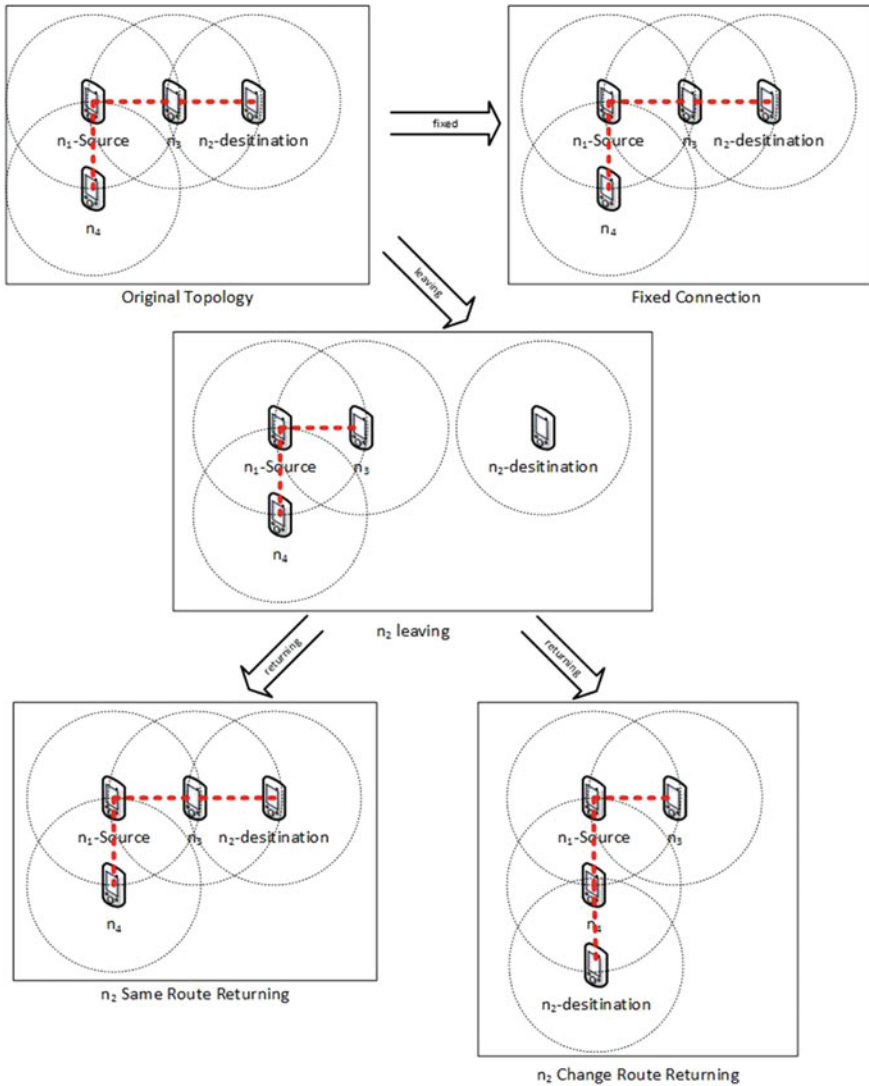 n₁-Source
n₃
n₂-desitination
n₄
Original Topology
fixed
n₁-Source
n₃
n₂-desitination
n₄
Fixed Connection
leaving
n₁-Source
n₃
n₂-desitination
n₄
n₂ leaving
returning
returning
n₁-Source
n₃
n₂-desitination
n₄
n₂ Same Route Returning
n₁-Source
n₃
n₄
n₂-desitination
n₂ Change Route Returning